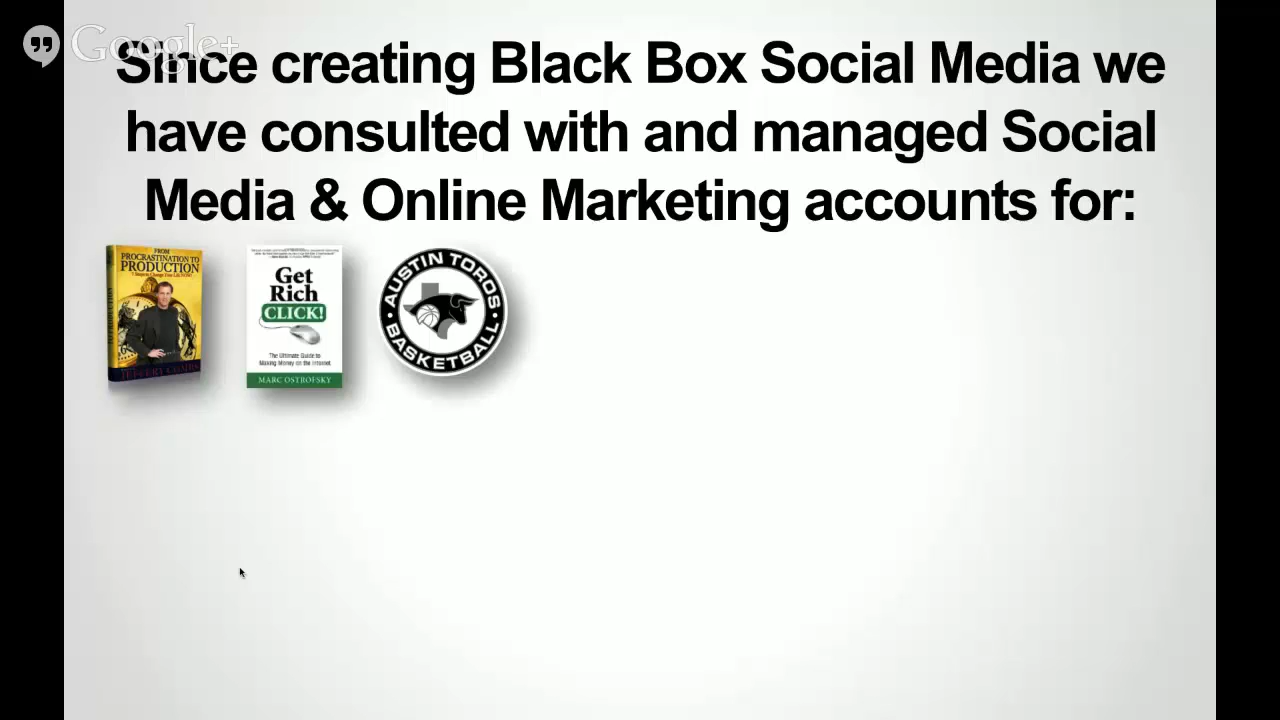 Google+
Since creating Black Box Social Media we
have consulted with and managed Social
Media & Online Marketing accounts for:
FROM
PROCRASTINATION TO
PRODUCTION
JEFFERY COMBS
Get
Rich
CLICK!
The Ultimate Guide to
Making Money on the Internet
MARC OSTROFSKY
AUSTIN TOROS
BASKETBALL